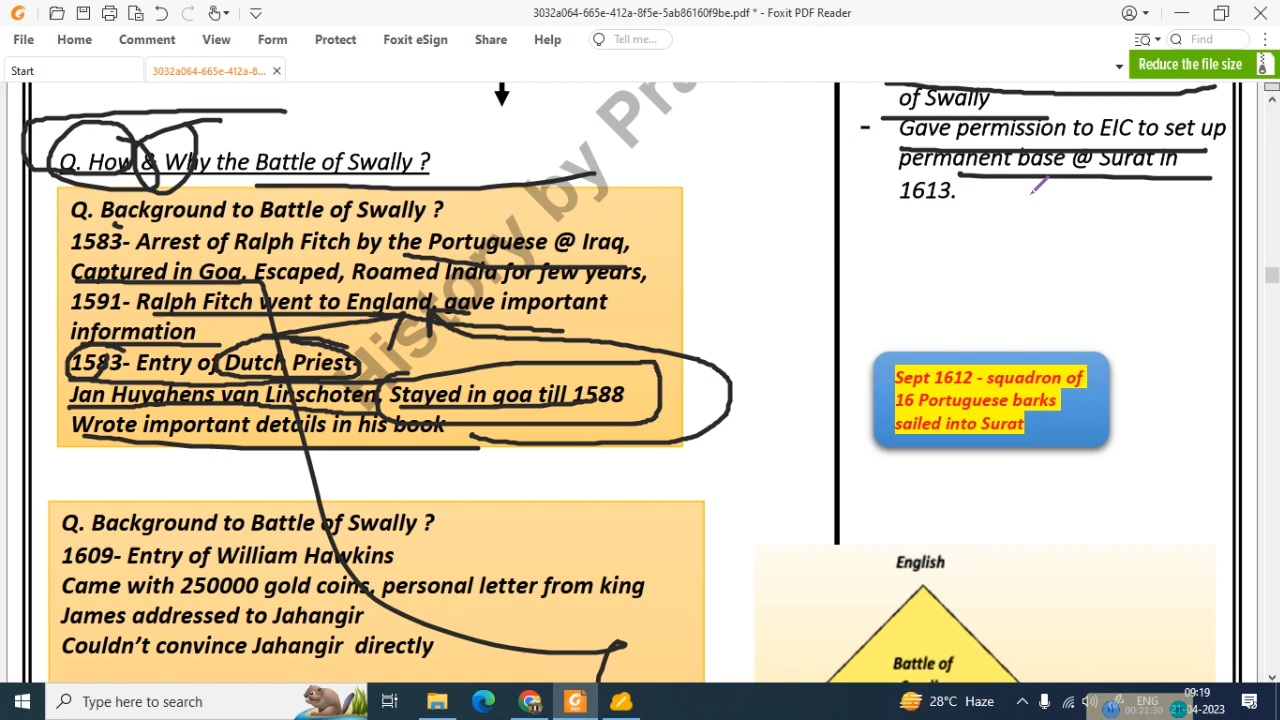 3032a064-665e-412a-8f5e-5ab86160f9be.pdf * - Foxit PDF Reader
File Home Comment View Form Protect Foxit eSign Share Help Tell me... Find
Start 3032a064-665e-412a-8... Reduce the file size
of Swally
- Gave permission to EIC to set up
permanent base @ Surat in
1613.
Q. How & Why the Battle of Swally ?
Q. Background to Battle of Swally ?
1583- Arrest of Ralph Fitch by the Portuguese @ Iraq,
Captured in Goa, Escaped, Roamed India for few years,
1591- Ralph Fitch went to England, gave important
information
1583- Entry of Dutch Priest-
Jan Huyghens van Linschoten, Stayed in goa till 1588
Wrote important details in his book
Sept 1612 - squadron of
16 Portuguese barks
sailed into Surat
Q. Background to Battle of Swally ?
1609- Entry of William Hawkins
Came with 250000 gold coins, personal letter from king
James addressed to Jahangir
Couldn't convince Jahangir directly
English
Battle of
History by
Type here to search
28°C Haze
ENG
09:19
21-04-2023
00:21:30